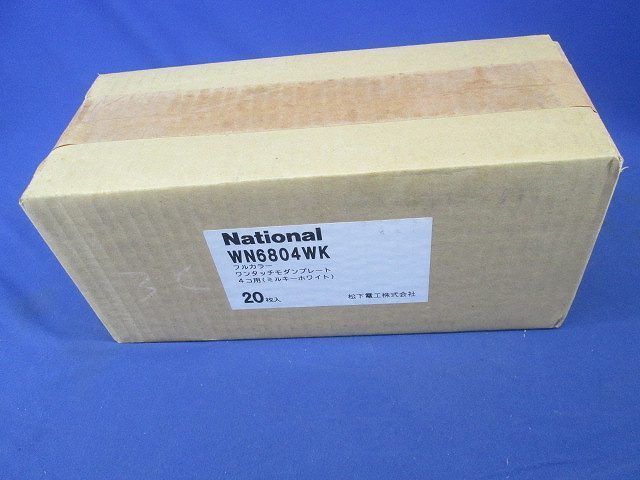 National
WN6804WK
フルカラー
ワンタッチモダンプレート
4コ用(ミルキーホワイト)
20枚入 松下電工株式会社